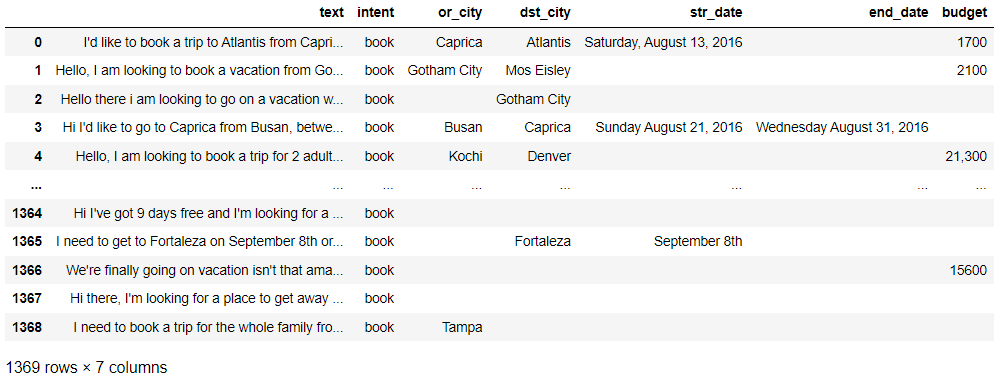 text intent or_city dst_city str_date end_date budget
0 I'd like to book a trip to Atlantis from Capri... book Caprica Atlantis Saturday, August 13, 2016 1700
1 Hello, I am looking to book a vacation from Go... book Gotham City Mos Eisley 2100
2 Hello there i am looking to go on a vacation w... book Gotham City
3 Hi I'd like to go to Caprica from Busan, betwe... book Busan Caprica Sunday August 21, 2016 Wednesday August 31, 2016
4 Hello, I am looking to book a trip for 2 adult... book Kochi Denver 21,300
... ... ... ... ... ... ... ...
1364 Hi I've got 9 days free and I'm looking for a ... book
1365 I need to get to Fortaleza on September 8th or... book Fortaleza September 8th
1366 We're finally going on vacation isn't that ama... book 15600
1367 Hi there, I'm looking for a place to get away ... book
1368 I need to book a trip for the whole family fro... book Tampa
1369 rows × 7 columns